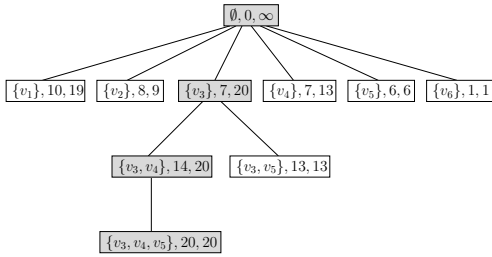 ∅, 0, ∞
{v₁}, 10, 19
{v₂}, 8, 9
{v₃}, 7, 20
{v₄}, 7, 13
{v₅}, 6, 6
{v₆}, 1, 1
{v₃, v₄}, 14, 20
{v₃, v₅}, 13, 13
{v₃, v₄, v₅}, 20, 20